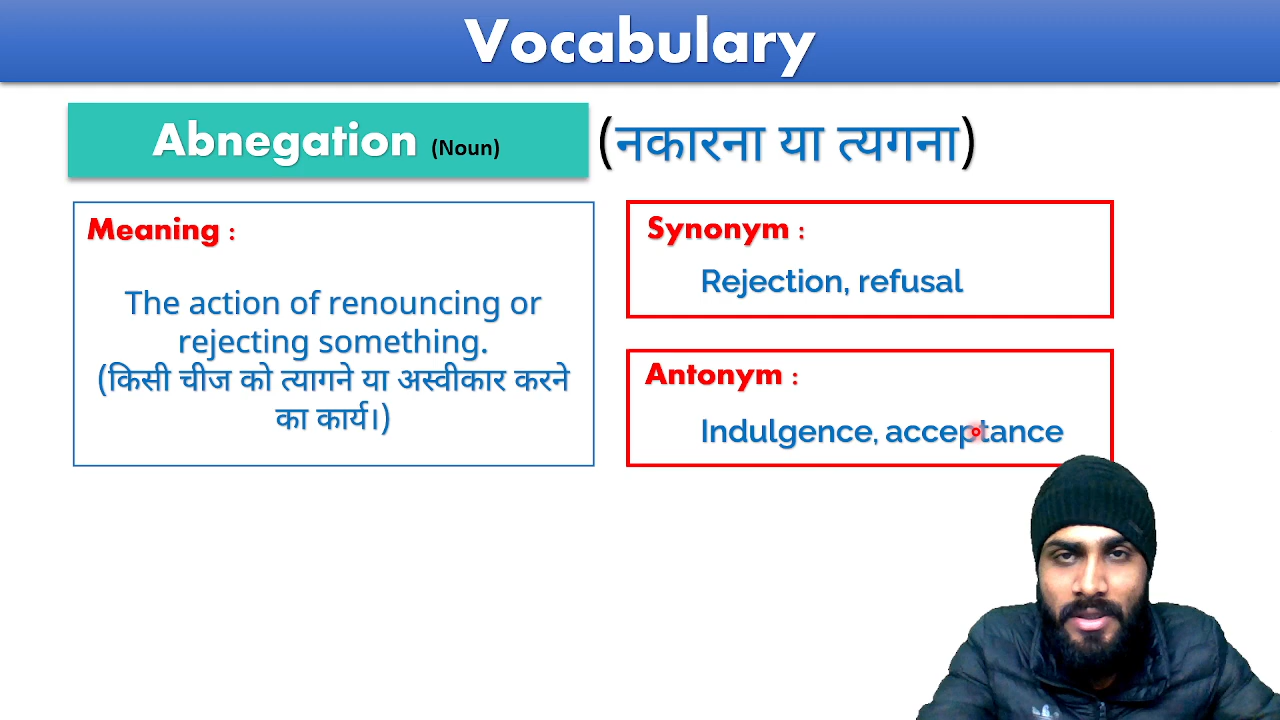 Vocabulary
Abnegation (Noun)
(नकारना या त्यगना)
Meaning :
The action of renouncing or
rejecting something.
(किसी चीज को त्यागने या अस्वीकार करने
का कार्य।)
Synonym :
Rejection, refusal
Antonym :
Indulgence, acceptance